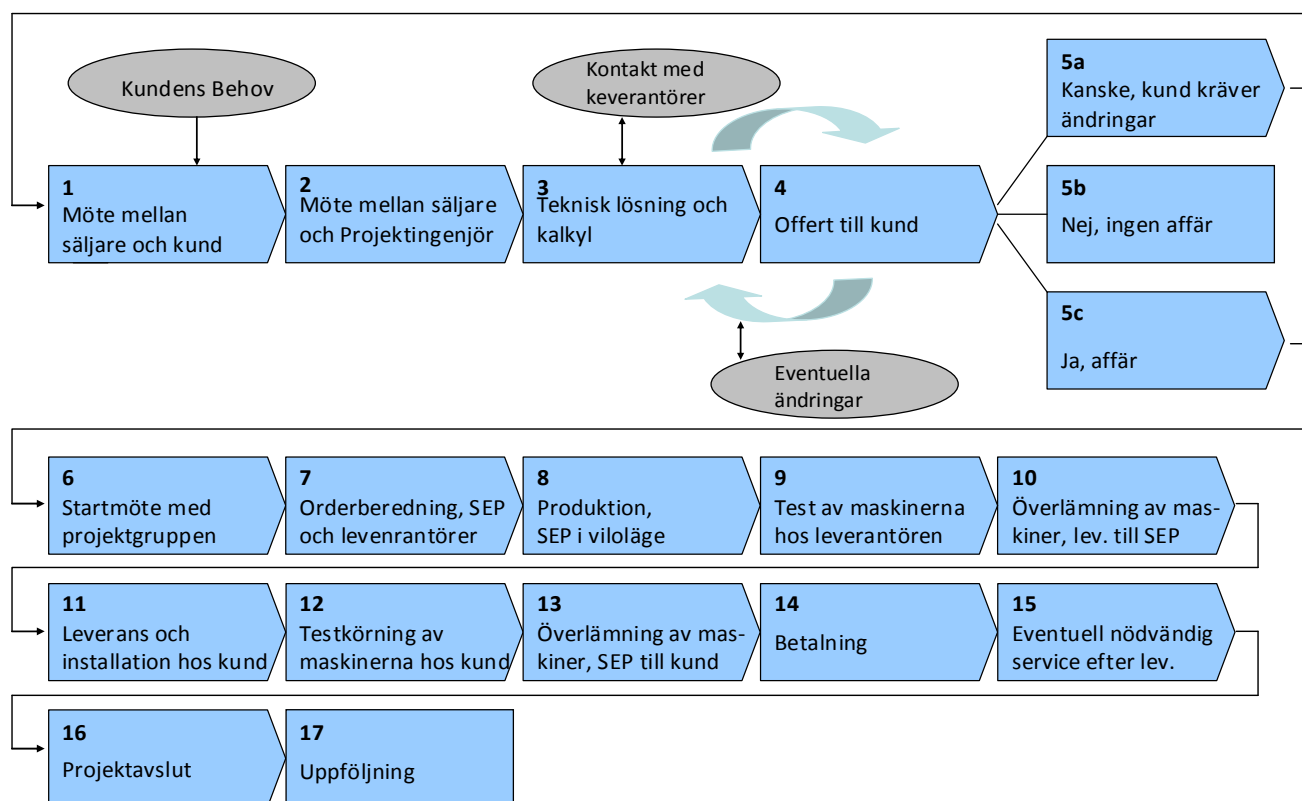 Kundens Behov
Kontakt med
keverantörer
5a
Kanske, kund kräver
ändringar
1
Möte mellan
säljare och kund
2
Möte mellan säljare
och Projektingenjör
3
Teknisk lösning och
kalkyl
4
Offert till kund
5b
Nej, ingen affär
5c
Ja, affär
Eventuella
ändringar
6
Startmöte med
projektgruppen
7
Orderberedning, SEP
och levenrantörer
8
Produktion,
SEP i viloläge
9
Test av maskinerna
hos leverantören
10
Överlämning av mas-
kiner, lev. till SEP
11
Leverans och
installation hos kund
12
Testkörning av
maskinerna hos kund
13
Överlämning av mas-
kiner, SEP till kund
14
Betalning
15
Eventuell nödvändig
service efter lev.
16
Projektavslut
17
Uppföljning